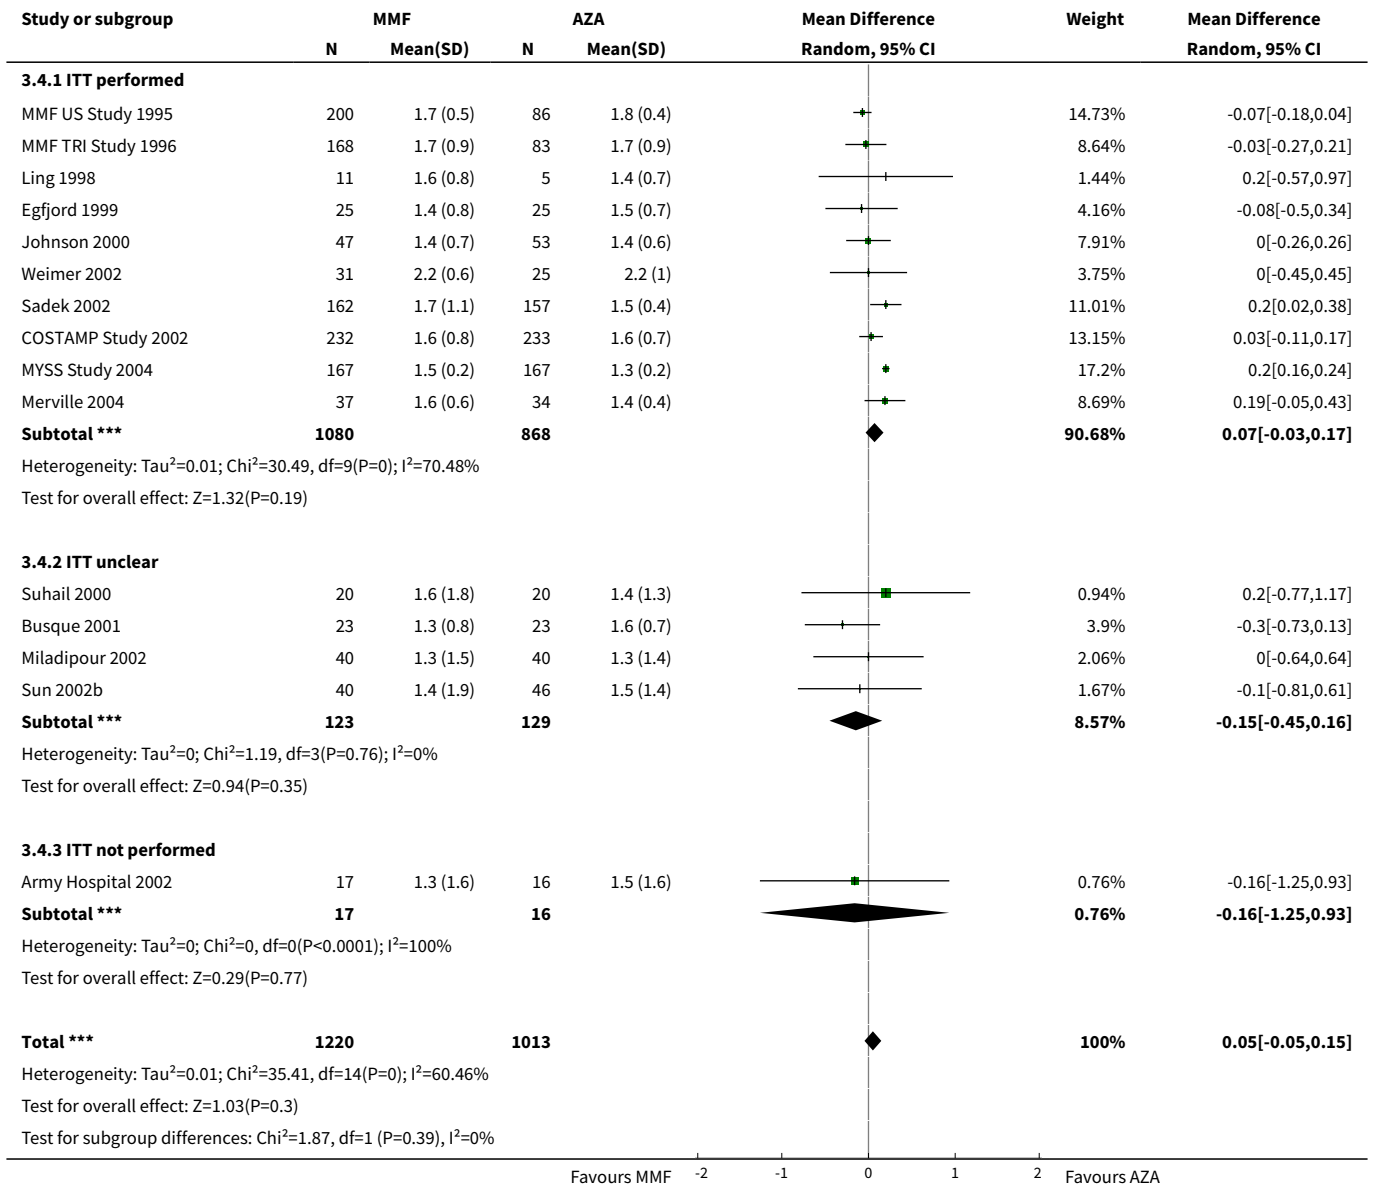 Study or subgroup MMF AZA Mean Difference Weight Mean Difference
N Mean(SD) N Mean(SD) Random, 95% CI Random, 95% CI
3.4.1 ITT performed
MMF US Study 1995 200 1.7 (0.5) 86 1.8 (0.4) 14.73% -0.07[-0.18,0.04]
MMF TRI Study 1996 168 1.7 (0.9) 83 1.7 (0.9) 8.64% -0.03[-0.27,0.21]
Ling 1998 11 1.6 (0.8) 5 1.4 (0.7) 1.44% 0.2[-0.57,0.97]
Egfjord 1999 25 1.4 (0.8) 25 1.5 (0.7) 4.16% -0.08[-0.5,0.34]
Johnson 2000 47 1.4 (0.7) 53 1.4 (0.6) 7.91% 0[-0.26,0.26]
Weimer 2002 31 2.2 (0.6) 25 2.2 (1) 3.75% 0[-0.45,0.45]
Sadek 2002 162 1.7 (1.1) 157 1.5 (0.4) 11.01% 0.2[0.02,0.38]
COSTAMP Study 2002 232 1.6 (0.8) 233 1.6 (0.7) 13.15% 0.03[-0.11,0.17]
MYSS Study 2004 167 1.5 (0.2) 167 1.3 (0.2) 17.2% 0.2[0.16,0.24]
Merville 2004 37 1.6 (0.6) 34 1.4 (0.4) 8.69% 0.19[-0.05,0.43]
Subtotal *** 1080 868 90.68% 0.07[-0.03,0.17]
Heterogeneity: Tau²=0.01; Chi²=30.49, df=9(P=0); I²=70.48%
Test for overall effect: Z=1.32(P=0.19)
3.4.2 ITT unclear
Suhail 2000 20 1.6 (1.8) 20 1.4 (1.3) 0.94% 0.2[-0.77,1.17]
Busque 2001 23 1.3 (0.8) 23 1.6 (0.7) 3.9% -0.3[-0.73,0.13]
Miladipour 2002 40 1.3 (1.5) 40 1.3 (1.4) 2.06% 0[-0.64,0.64]
Sun 2002b 40 1.4 (1.9) 46 1.5 (1.4) 1.67% -0.1[-0.81,0.61]
Subtotal *** 123 129 8.57% -0.15[-0.45,0.16]
Heterogeneity: Tau²=0; Chi²=1.19, df=3(P=0.76); I²=0%
Test for overall effect: Z=0.94(P=0.35)
3.4.3 ITT not performed
Army Hospital 2002 17 1.3 (1.6) 16 1.5 (1.6) 0.76% -0.16[-1.25,0.93]
Subtotal *** 17 16 0.76% -0.16[-1.25,0.93]
Heterogeneity: Tau²=0; Chi²=0, df=0(P<0.0001); I²=100%
Test for overall effect: Z=0.29(P=0.77)
Total *** 1220 1013 100% 0.05[-0.05,0.15]
Heterogeneity: Tau²=0.01; Chi²=35.41, df=14(P=0); I²=60.46%
Test for overall effect: Z=1.03(P=0.3)
Test for subgroup differences: Chi²=1.87, df=1 (P=0.39), I²=0%
Favours MMF -2 -1 0 1 2 Favours AZA